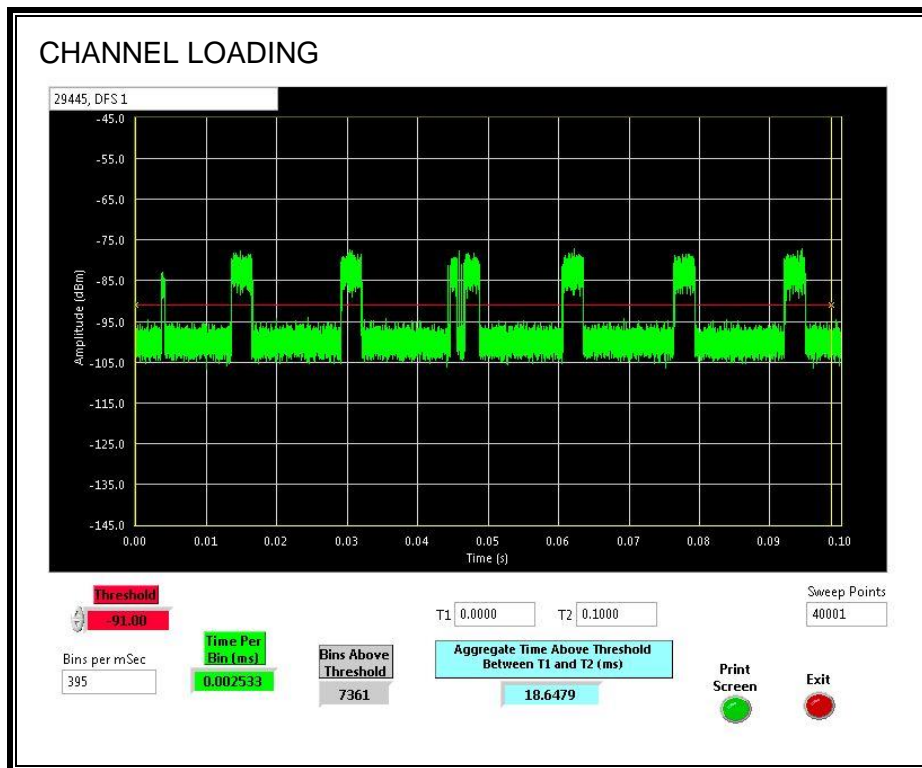 CHANNEL LOADING
29445, DFS 1
-45.0
-55.0
-65.0
-75.0
-85.0
-95.0
-105.0
-115.0
-125.0
-135.0
-145.0
Amplitude (dBm)
0.00 0.01 0.02 0.03 0.04 0.05 0.06 0.07 0.08 0.09 0.10
Time (s)
Threshold
-91.00
Bins per mSec
395
Time Per
Bin (ms)
0.002533
Bins Above
Threshold
7361
T1 0.0000 T2 0.1000
Aggregate Time Above Threshold
Between T1 and T2 (ms)
18.6479
Sweep Points
40001
Print
Screen
Exit